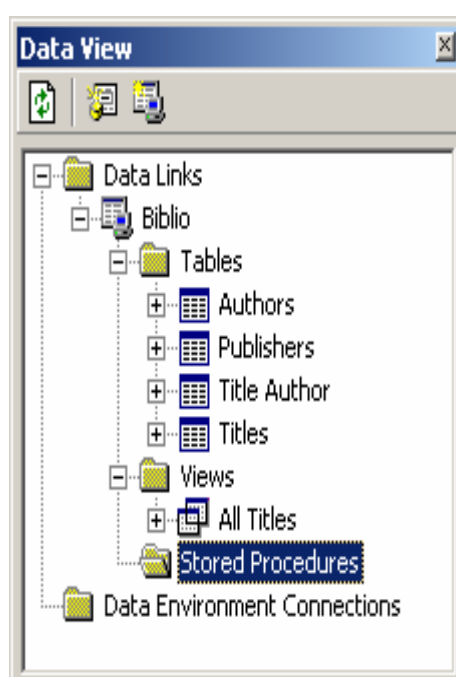 Data View
Data Links
Biblio
Tables
Authors
Publishers
Title Author
Titles
Views
All Titles
Stored Procedures
Data Environment Connections